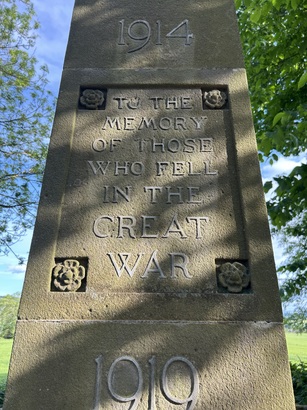 1914
TO THE
MEMORY
OF THOSE
WHO FELL
IN THE
GREAT
WAR
1919